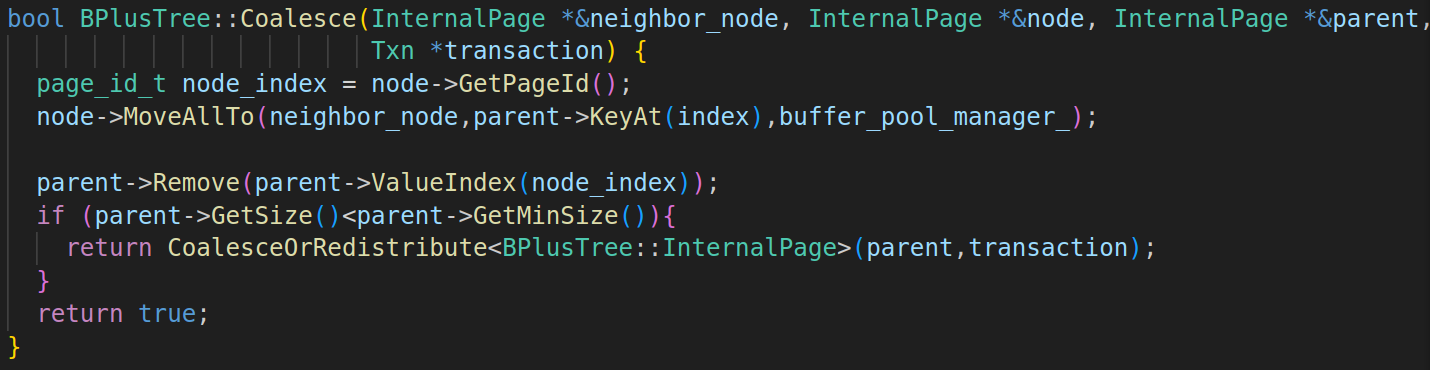 bool BPlusTree::Coalesce(InternalPage *&neighbor_node, InternalPage *&node, InternalPage *&parent,
                         Txn *transaction) {
  page_id_t node_index = node->GetPageId();
  node->MoveAllTo(neighbor_node,parent->KeyAt(index),buffer_pool_manager_);

  parent->Remove(parent->ValueIndex(node_index));
  if (parent->GetSize()<parent->GetMinSize()){
    return CoalesceOrRedistribute<BPlusTree::InternalPage>(parent,transaction);
  }
  return true;
}